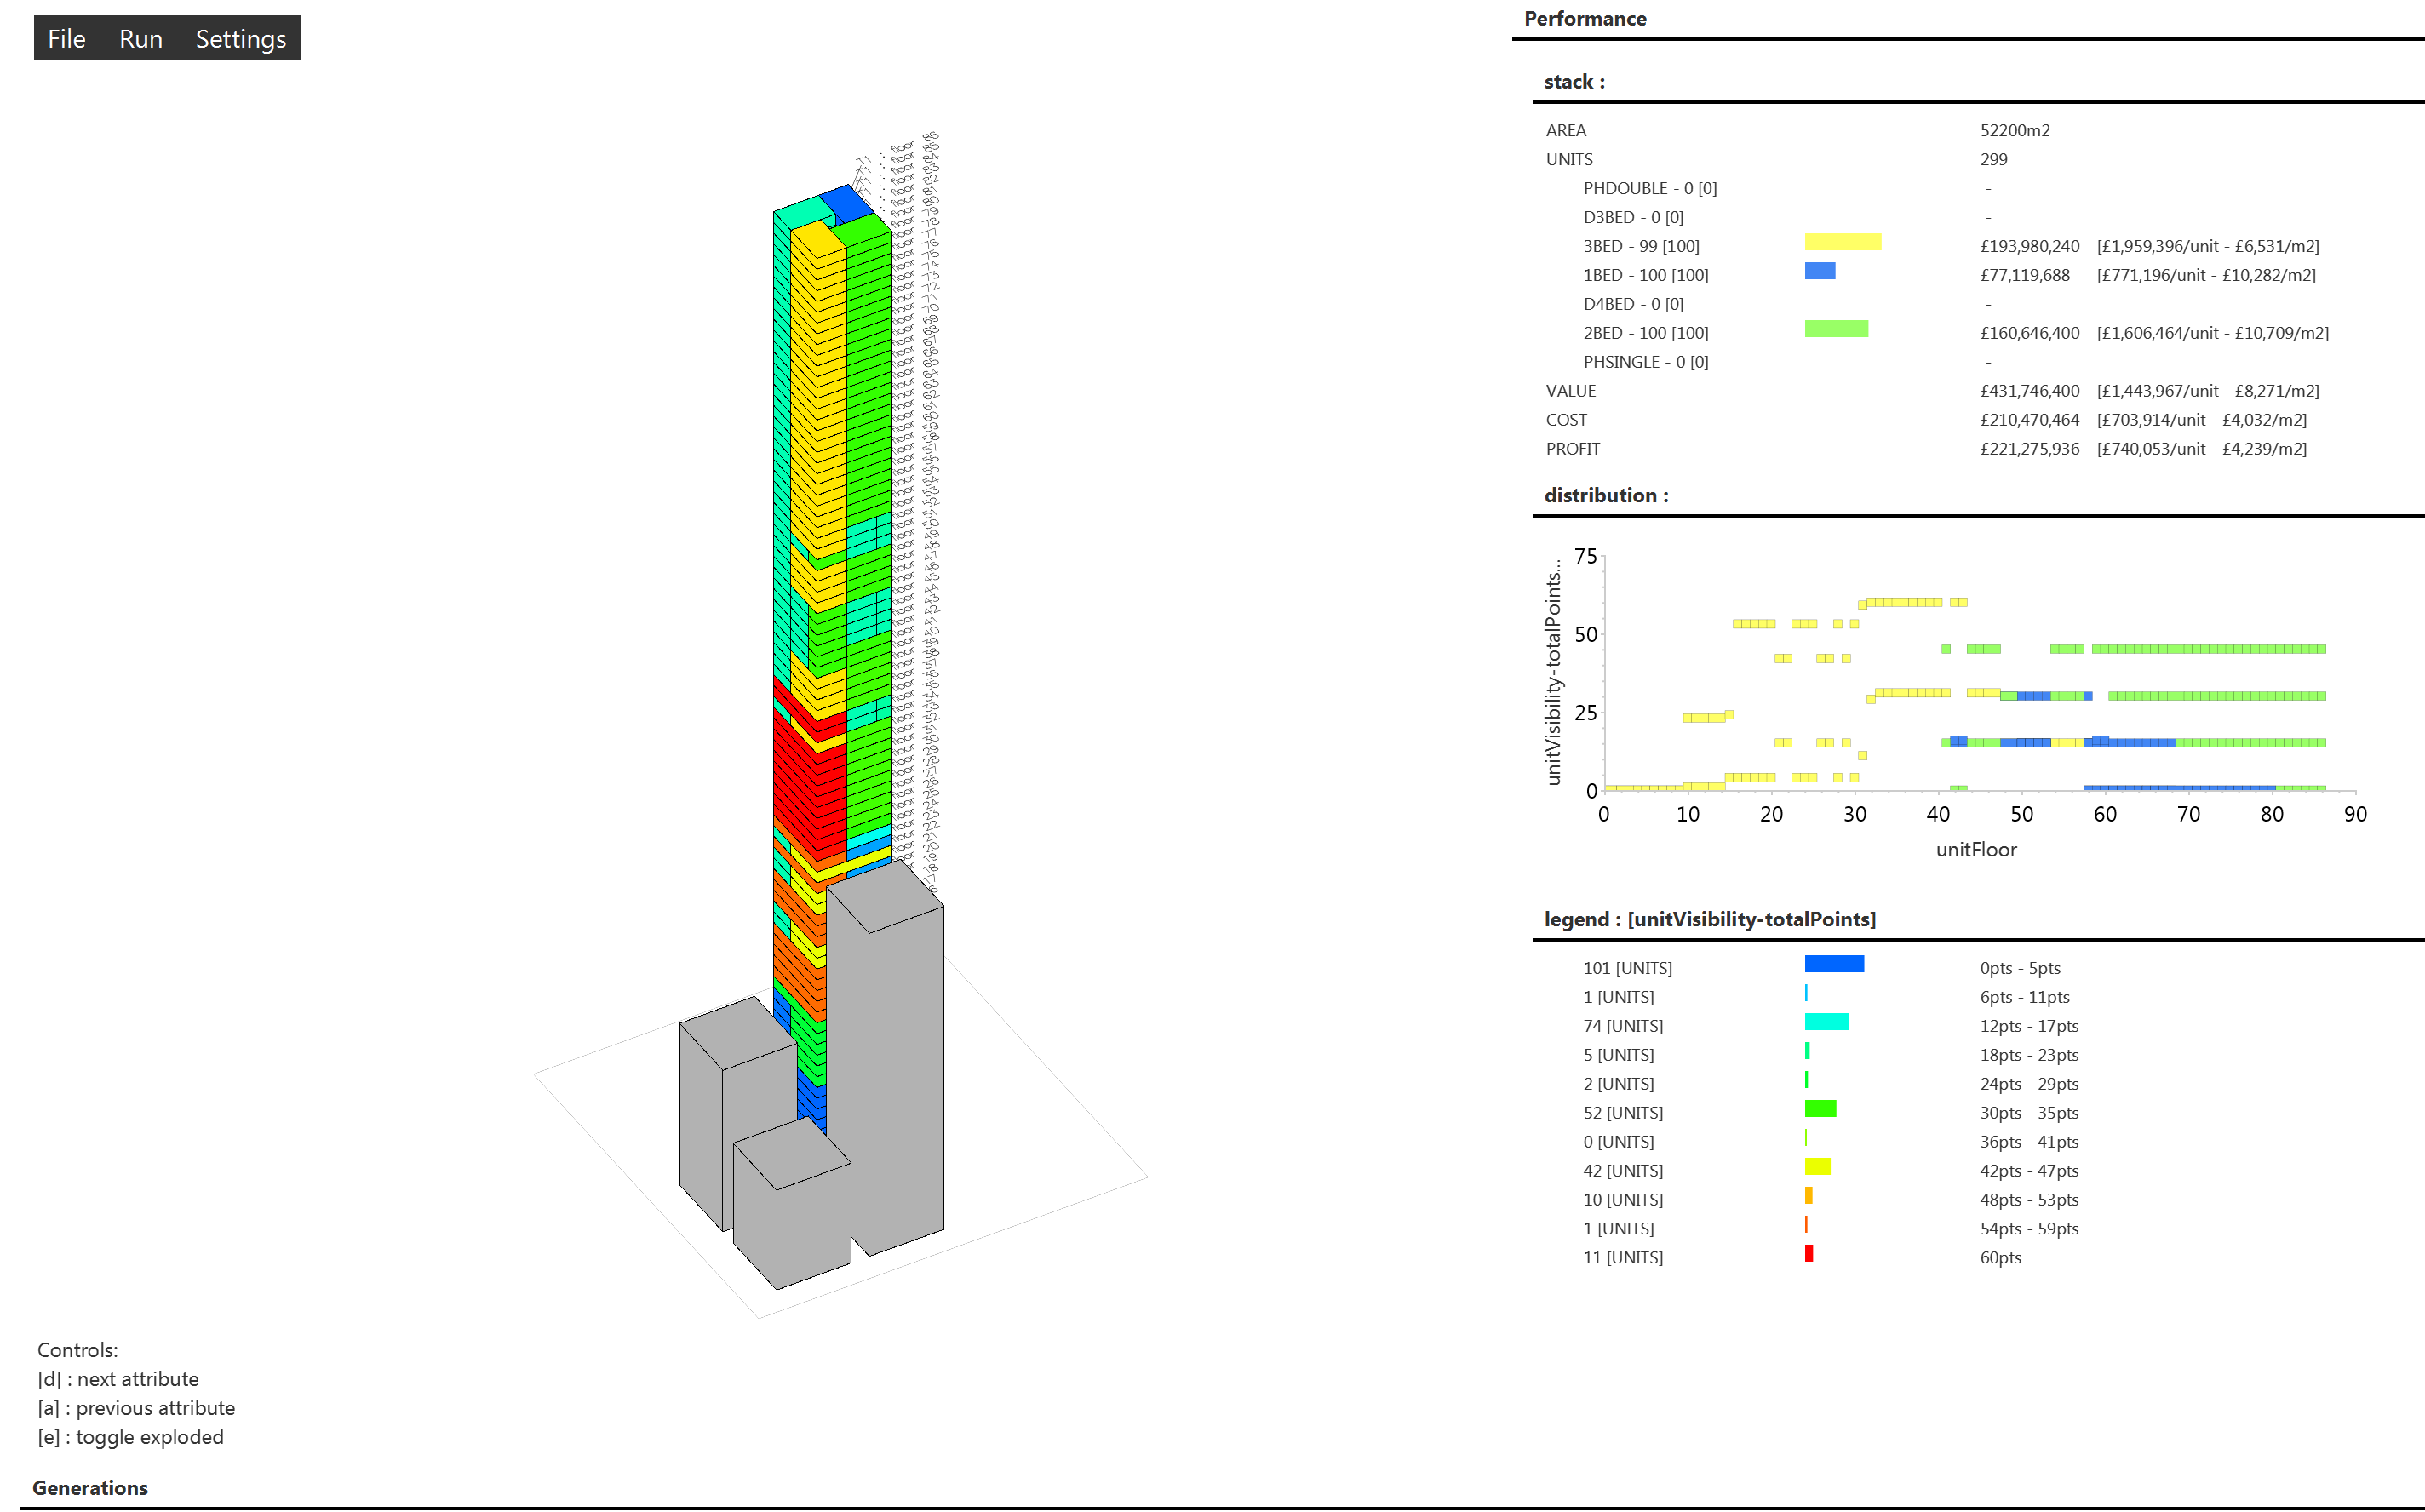 File Run Settings
Performance
stack :
AREA 52200m2
UNITS 299
PHDOUBLE - 0 [0] -
D3BED - 0 [0] -
3BED - 99 [100] £193,980,240 [£1,959,396/unit - £6,531/m2]
1BED - 100 [100] £77,119,688 [£771,196/unit - £10,282/m2]
D4BED - 0 [0] -
2BED - 100 [100] £160,646,400 [£1,606,464/unit - £10,709/m2]
PHSINGLE - 0 [0] -
VALUE £431,746,400 [£1,443,967/unit - £8,271/m2]
COST £210,470,464 [£703,914/unit - £4,032/m2]
PROFIT £221,275,936 [£740,053/unit - £4,239/m2]
distribution :
unitVisibility-totalPoints...
75
50
25
0
0 10 20 30 40 50 60 70 80 90
unitFloor
legend : [unitVisibility-totalPoints]
101 [UNITS] 0pts - 5pts
1 [UNITS] 6pts - 11pts
74 [UNITS] 12pts - 17pts
5 [UNITS] 18pts - 23pts
2 [UNITS] 24pts - 29pts
52 [UNITS] 30pts - 35pts
0 [UNITS] 36pts - 41pts
42 [UNITS] 42pts - 47pts
10 [UNITS] 48pts - 53pts
1 [UNITS] 54pts - 59pts
11 [UNITS] 60pts
Controls:
[d] : next attribute
[a] : previous attribute
[e] : toggle exploded
Generations